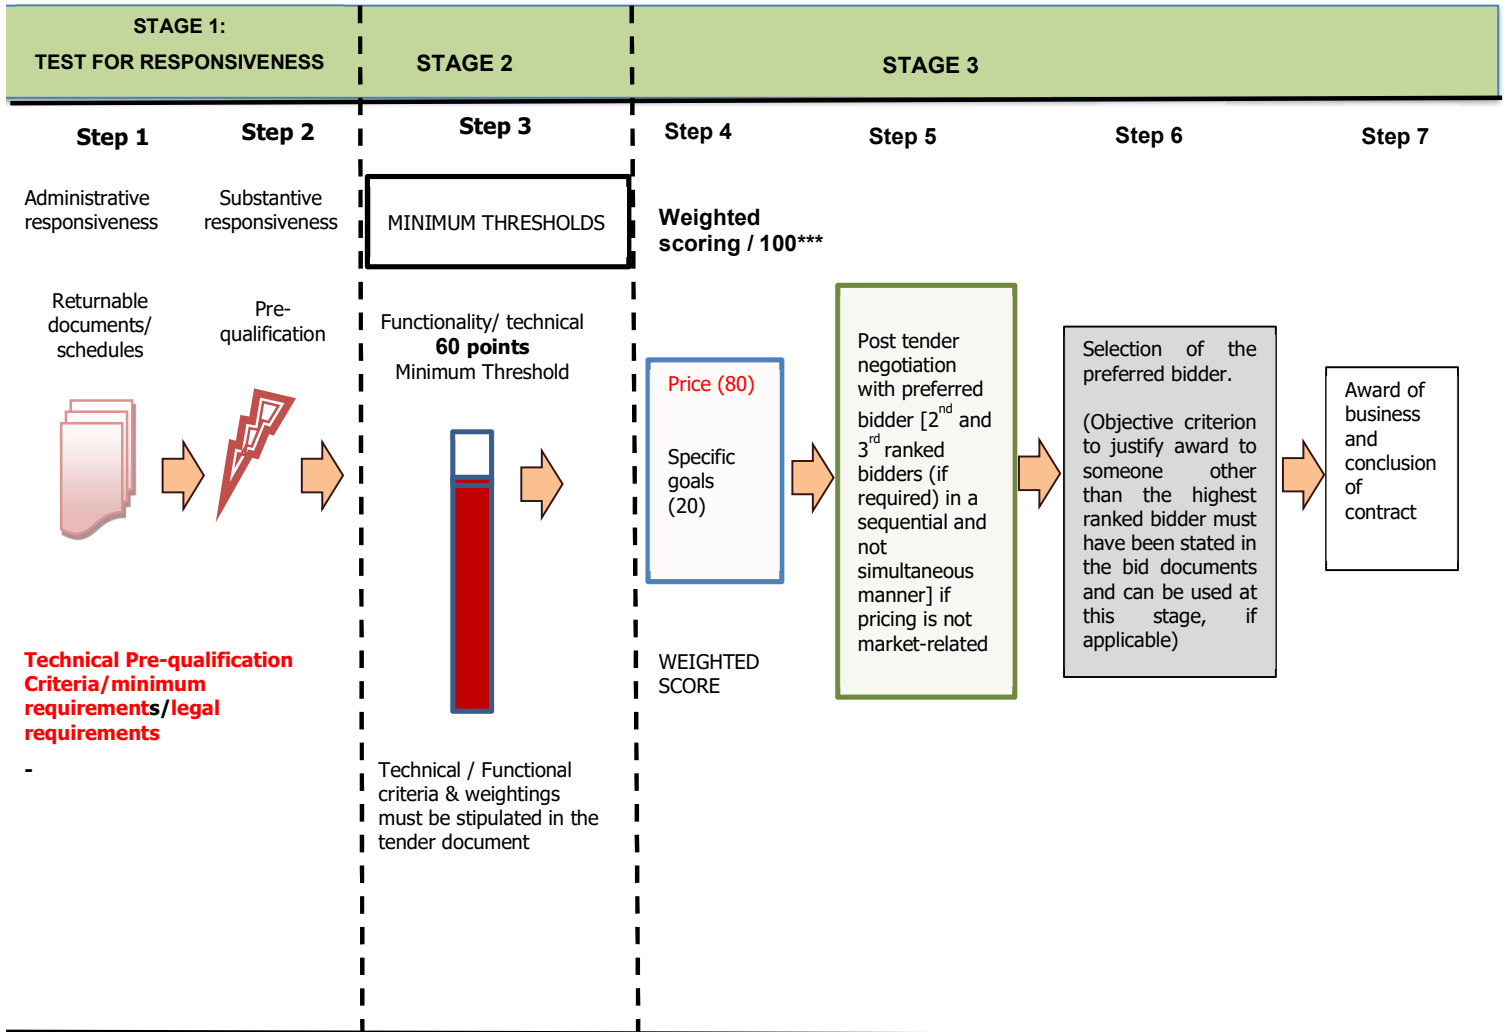 STAGE 1:
TEST FOR RESPONSIVENESS
STAGE 2
STAGE 3
Step 1
Step 2
Step 3
Step 4
Step 5
Step 6
Step 7
Administrative
responsiveness
Substantive
responsiveness
MINIMUM THRESHOLDS
Weighted
scoring / 100***
Returnable
documents/
schedules
Pre-
qualification
Functionality/ technical
60 points
Minimum Threshold
Price (80)
Specific
goals
(20)
WEIGHTED
SCORE
Post tender
negotiation
with preferred
bidder [2nd and
3rd ranked
bidders (if
required) in a
sequential and
not
simultaneous
manner] if
pricing is not
market-related
Selection of the
preferred bidder.
(Objective criterion
to justify award to
someone other
than the highest
ranked bidder must
have been stated in
the bid documents
and can be used at
this stage, if
applicable)
Award of
business
and
conclusion
of
contract
Technical Pre-qualification
Criteria/minimum
requirements/legal
requirements
-
Technical / Functional
criteria & weightings
must be stipulated in the
tender document